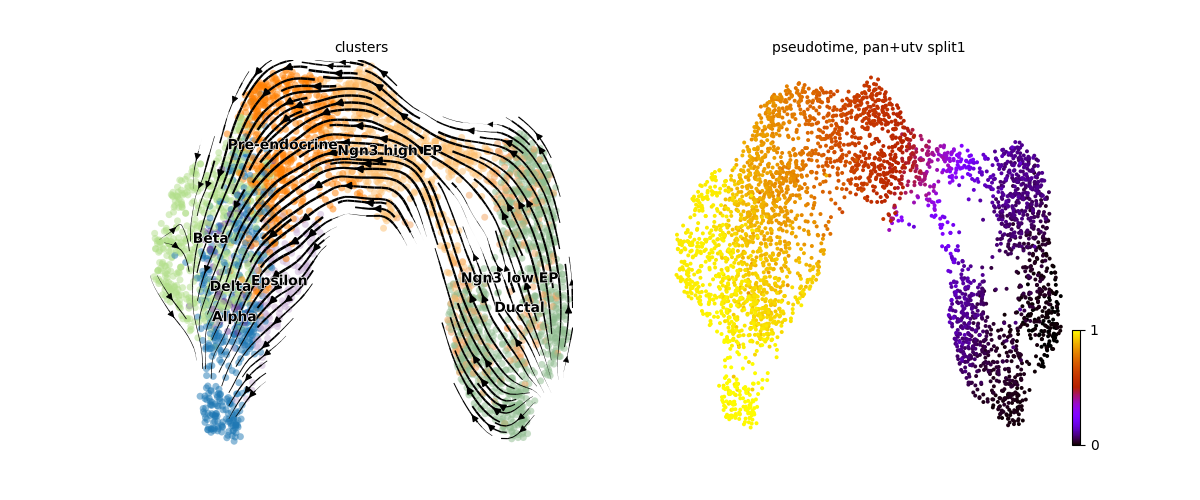 clusters
pseudotime, pan+utv split1
Pre-endocrine
Ngn3 high EP
Beta
Ngn3 low EP
Epsilon
Delta
Ductal
Alpha
1
0